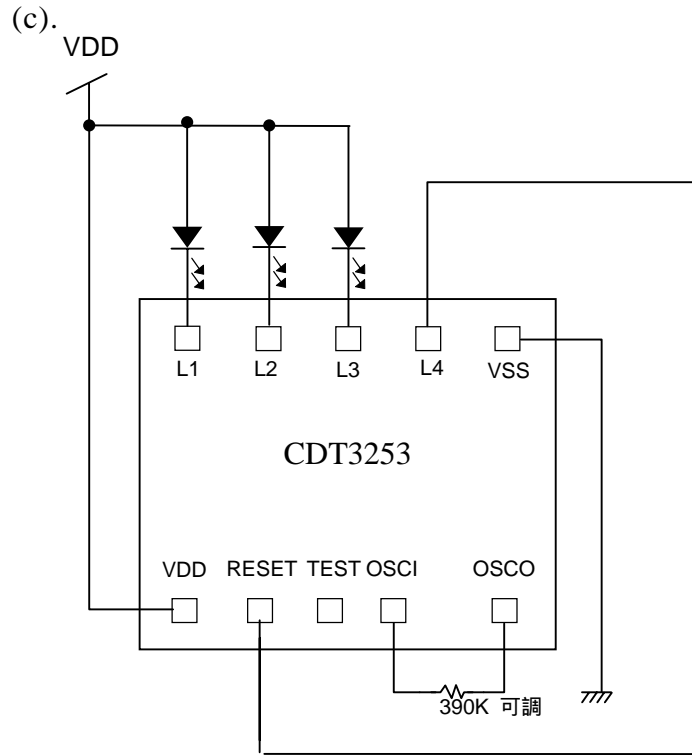 (c).
VDD
L1 L2 L3 L4 VSS
CDT3253
VDD RESET TEST OSCI OSCO
390K 可調